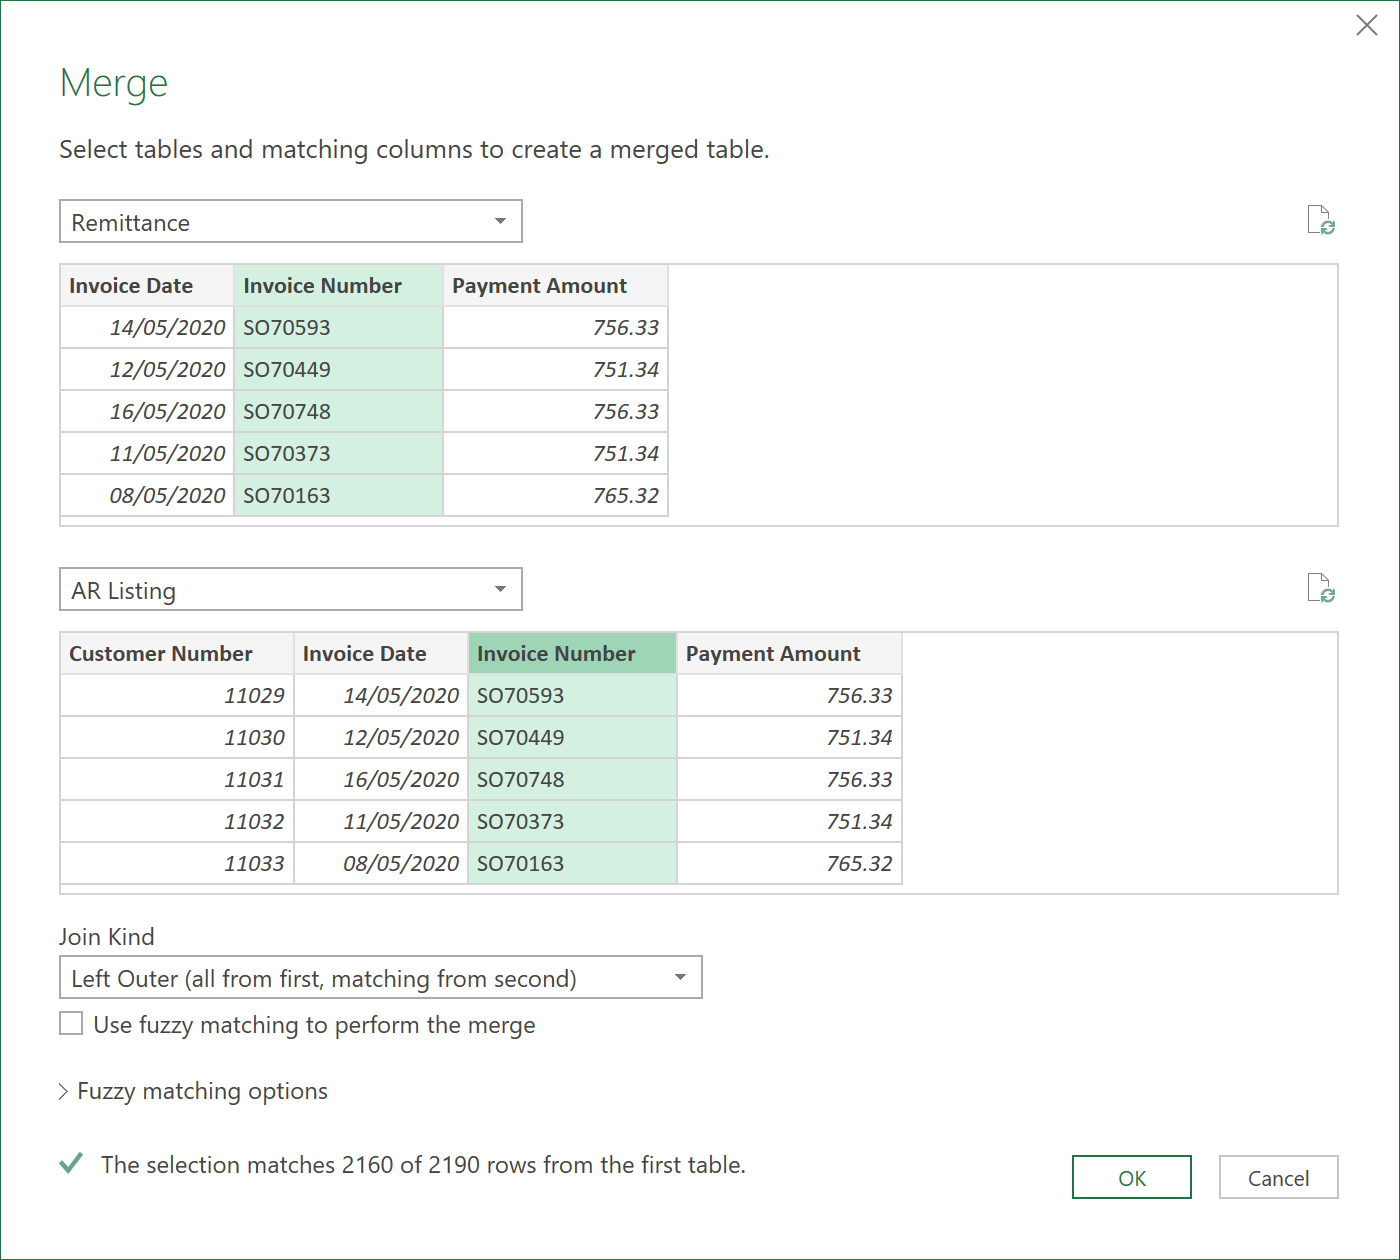 Merge
Select tables and matching columns to create a merged table.
Remittance
Invoice Date Invoice Number Payment Amount
14/05/2020 SO70593 756.33
12/05/2020 SO70449 751.34
16/05/2020 SO70748 756.33
11/05/2020 SO70373 751.34
08/05/2020 SO70163 765.32
AR Listing
Customer Number Invoice Date Invoice Number Payment Amount
11029 14/05/2020 SO70593 756.33
11030 12/05/2020 SO70449 751.34
11031 16/05/2020 SO70748 756.33
11032 11/05/2020 SO70373 751.34
11033 08/05/2020 SO70163 765.32
Join Kind
Left Outer (all from first, matching from second)
Use fuzzy matching to perform the merge
Fuzzy matching options
The selection matches 2160 of 2190 rows from the first table.
OK Cancel